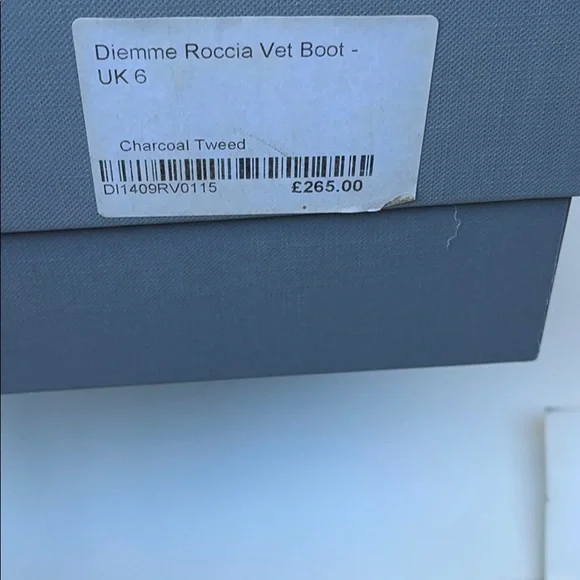 Diemme Roccia Vet Boot -
UK 6
Charcoal Tweed
DI1409RV0115 £265.00